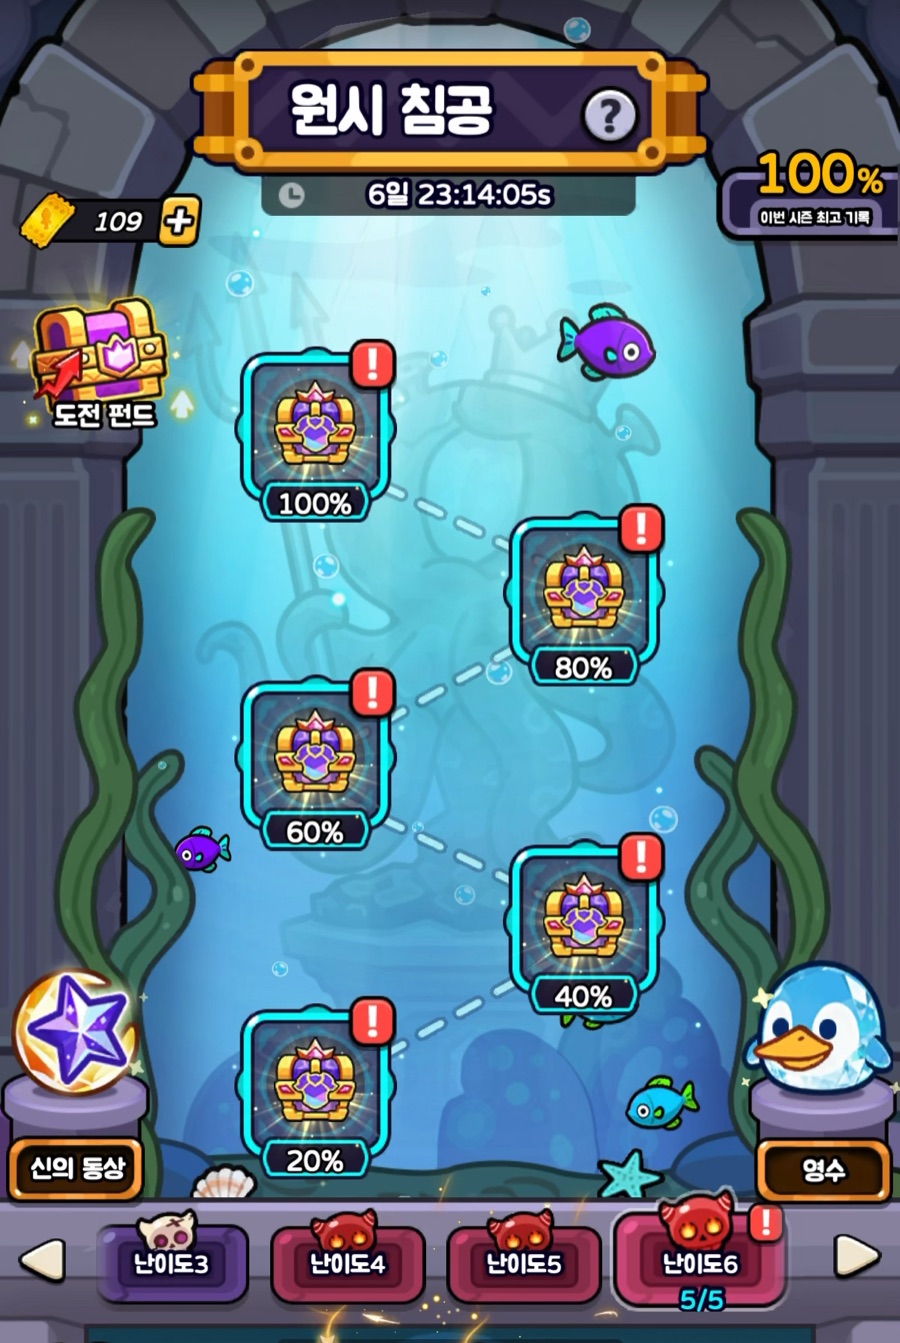 원시 침공
?
6일 23:14:05s
100%
이번 시즌 최고 기록
109
도전 펀드
100%
80%
60%
40%
20%
신의 동상
영수
난이도3
난이도4
난이도5
난이도6
5/5